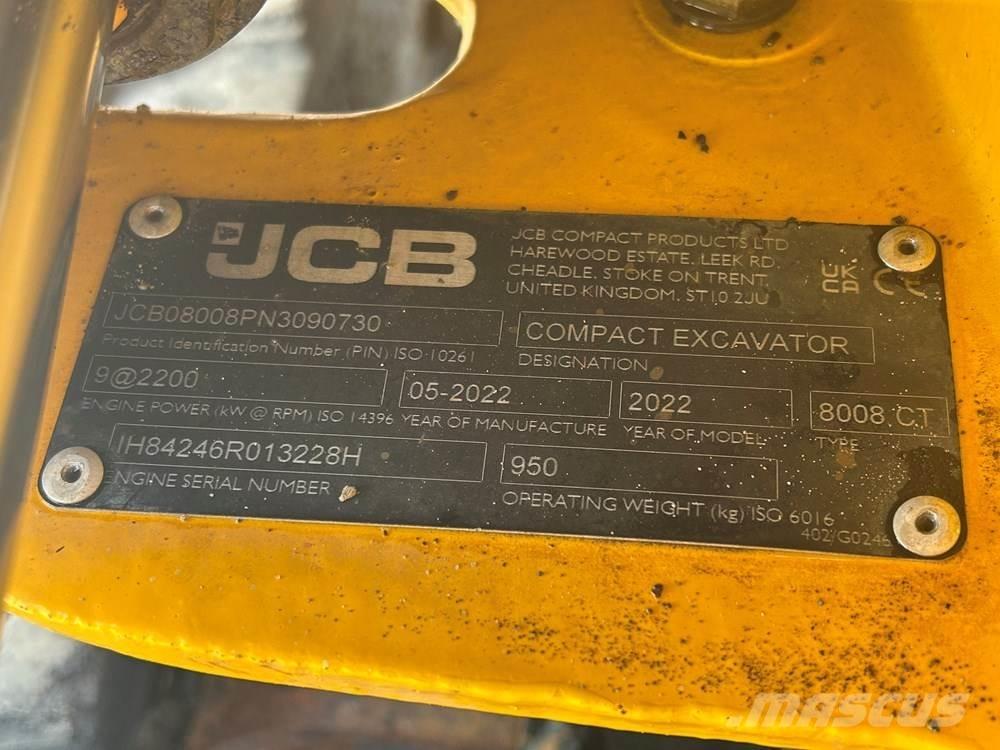 JCB
JCB COMPACT PRODUCTS LTD
HAREWOOD ESTATE, LEEK RD
CHEADLE, STOKE ON TRENT,
UNITED KINGDOM. ST10 2JU
UK
CA CE
JCB08008PN3090730
Product Identification Number (PIN) ISO 10261
COMPACT EXCAVATOR
DESIGNATION
9@2200
ENGINE POWER (kW @ RPM) ISO 14396
05-2022
YEAR OF MANUFACTURE
2022
YEAR OF MODEL
8008 CT
TYPE
IH84246R013228H
ENGINE SERIAL NUMBER
950
OPERATING WEIGHT (kg) ISO 6016
402/G0246
MASCUS